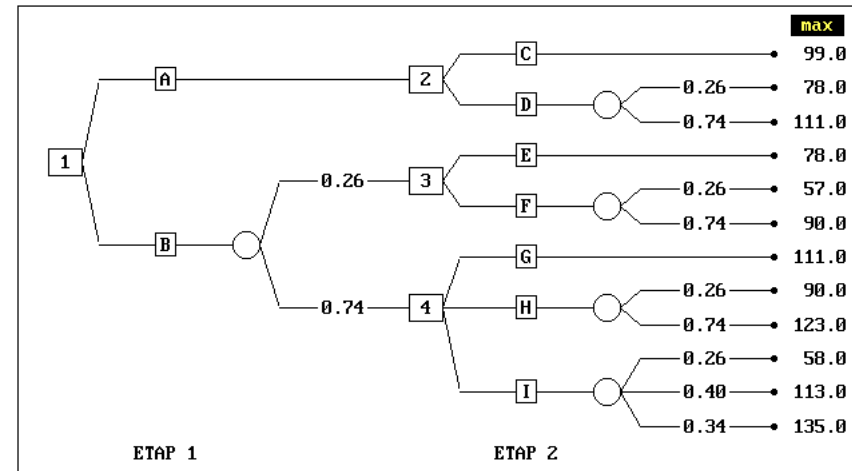 max
C 99.0
A 2 0.26 78.0
D
0.74 111.0
1 E 78.0
0.26 3 0.26 57.0
F
0.74 90.0
B G 111.0
0.26 90.0
0.74 4 H
0.74 123.0
0.26 58.0
I 0.40 113.0
0.34 135.0
ETAP 1 ETAP 2